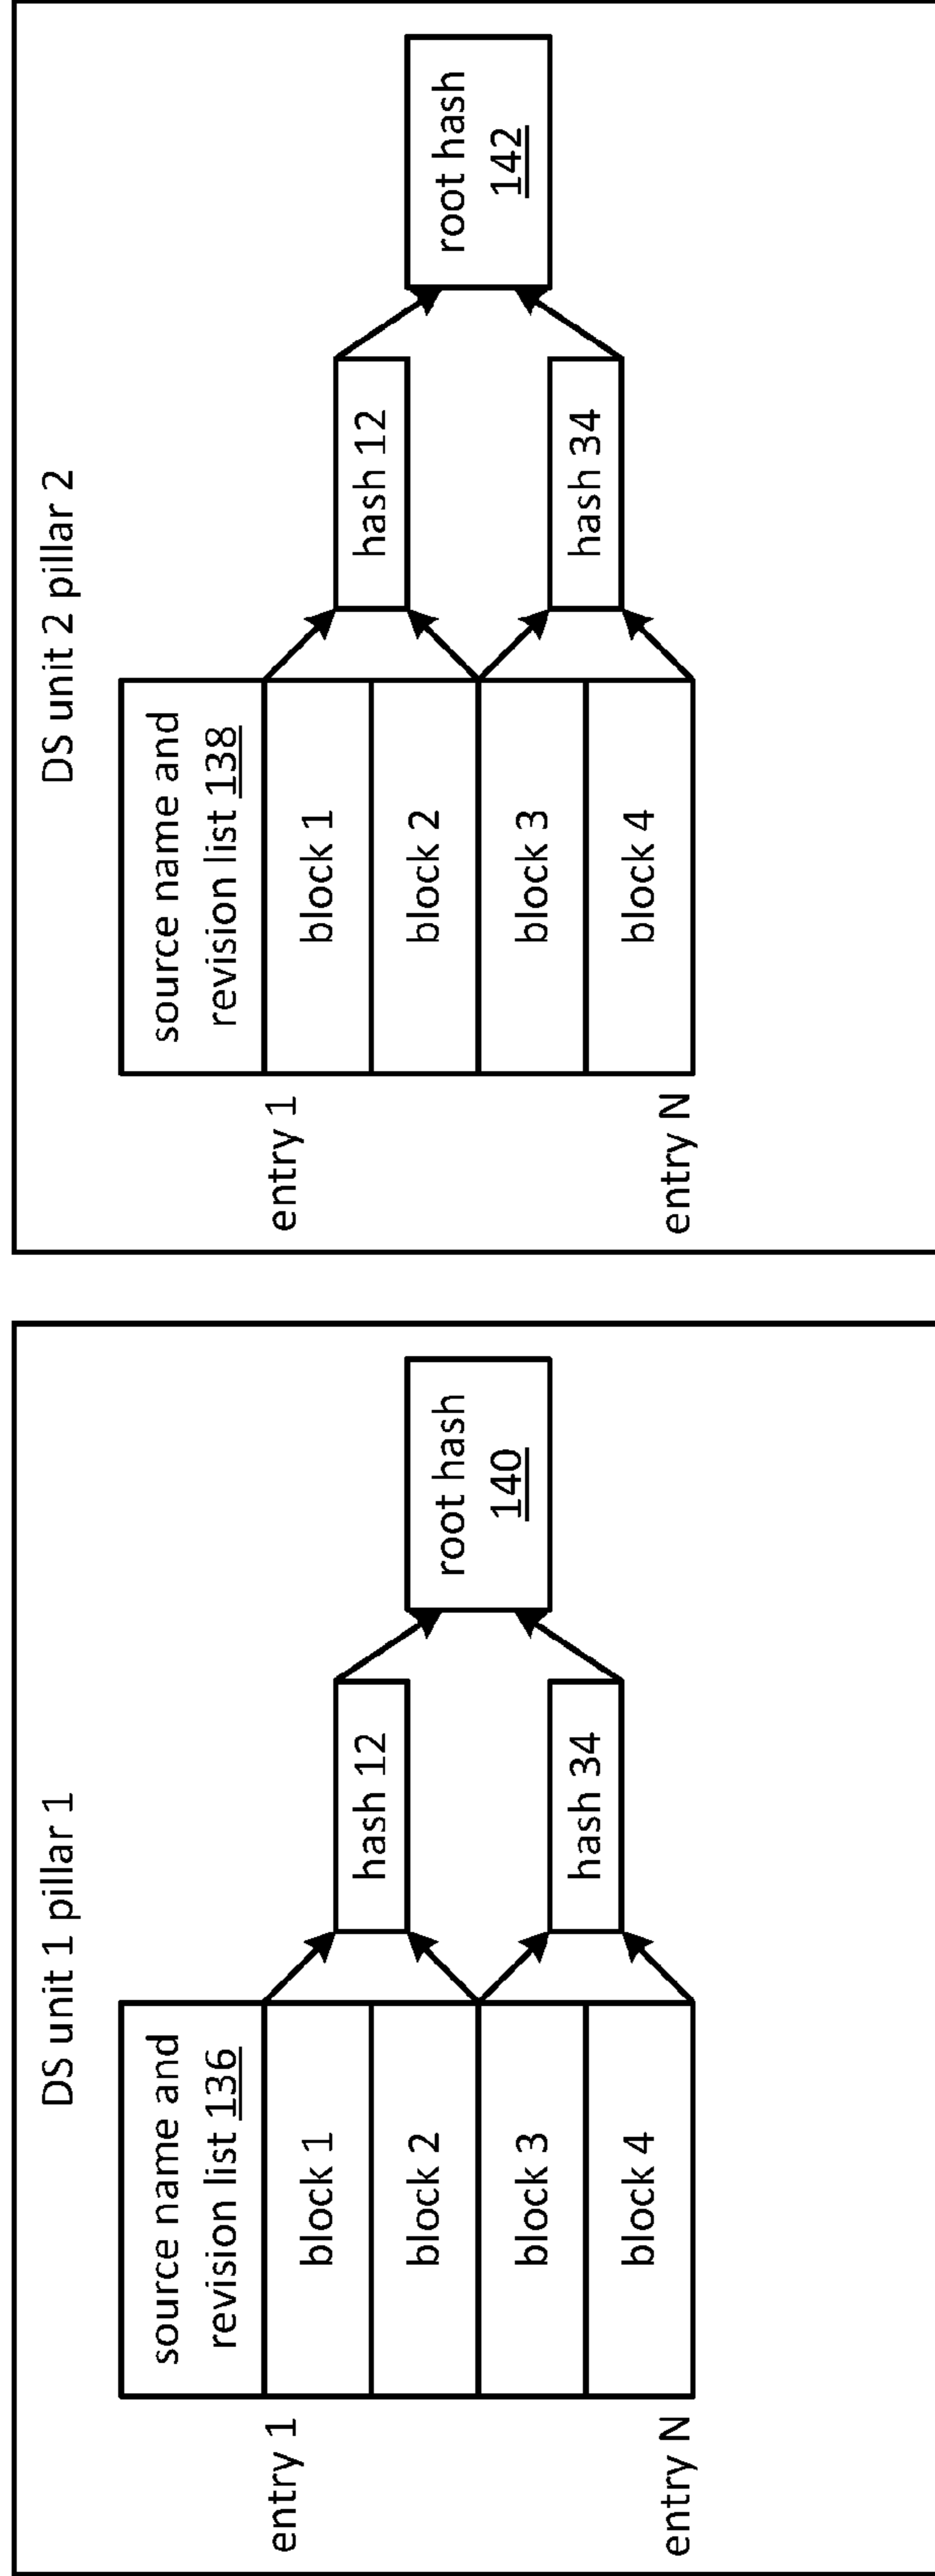 DS unit 1 pillar 1
source name and
revision list 136
entry 1
block 1
block 2
block 3
entry N
block 4
hash 12
hash 34
root hash
140
DS unit 2 pillar 2
source name and
revision list 138
entry 1
block 1
block 2
block 3
entry N
block 4
hash 12
hash 34
root hash
142